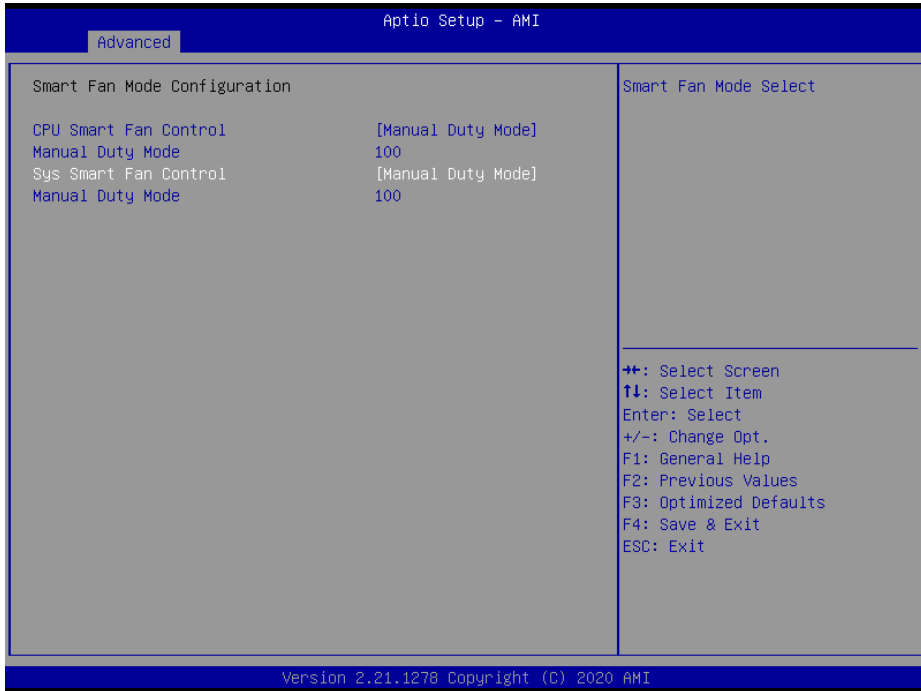 Aptio Setup – AMI
Advanced
Smart Fan Mode Configuration
CPU Smart Fan Control [Manual Duty Mode]
Manual Duty Mode 100
Sys Smart Fan Control [Manual Duty Mode]
Manual Duty Mode 100
Smart Fan Mode Select
→←: Select Screen
↑↓: Select Item
Enter: Select
+/-: Change Opt.
F1: General Help
F2: Previous Values
F3: Optimized Defaults
F4: Save & Exit
ESC: Exit
Version 2.21.1278 Copyright (C) 2020 AMI